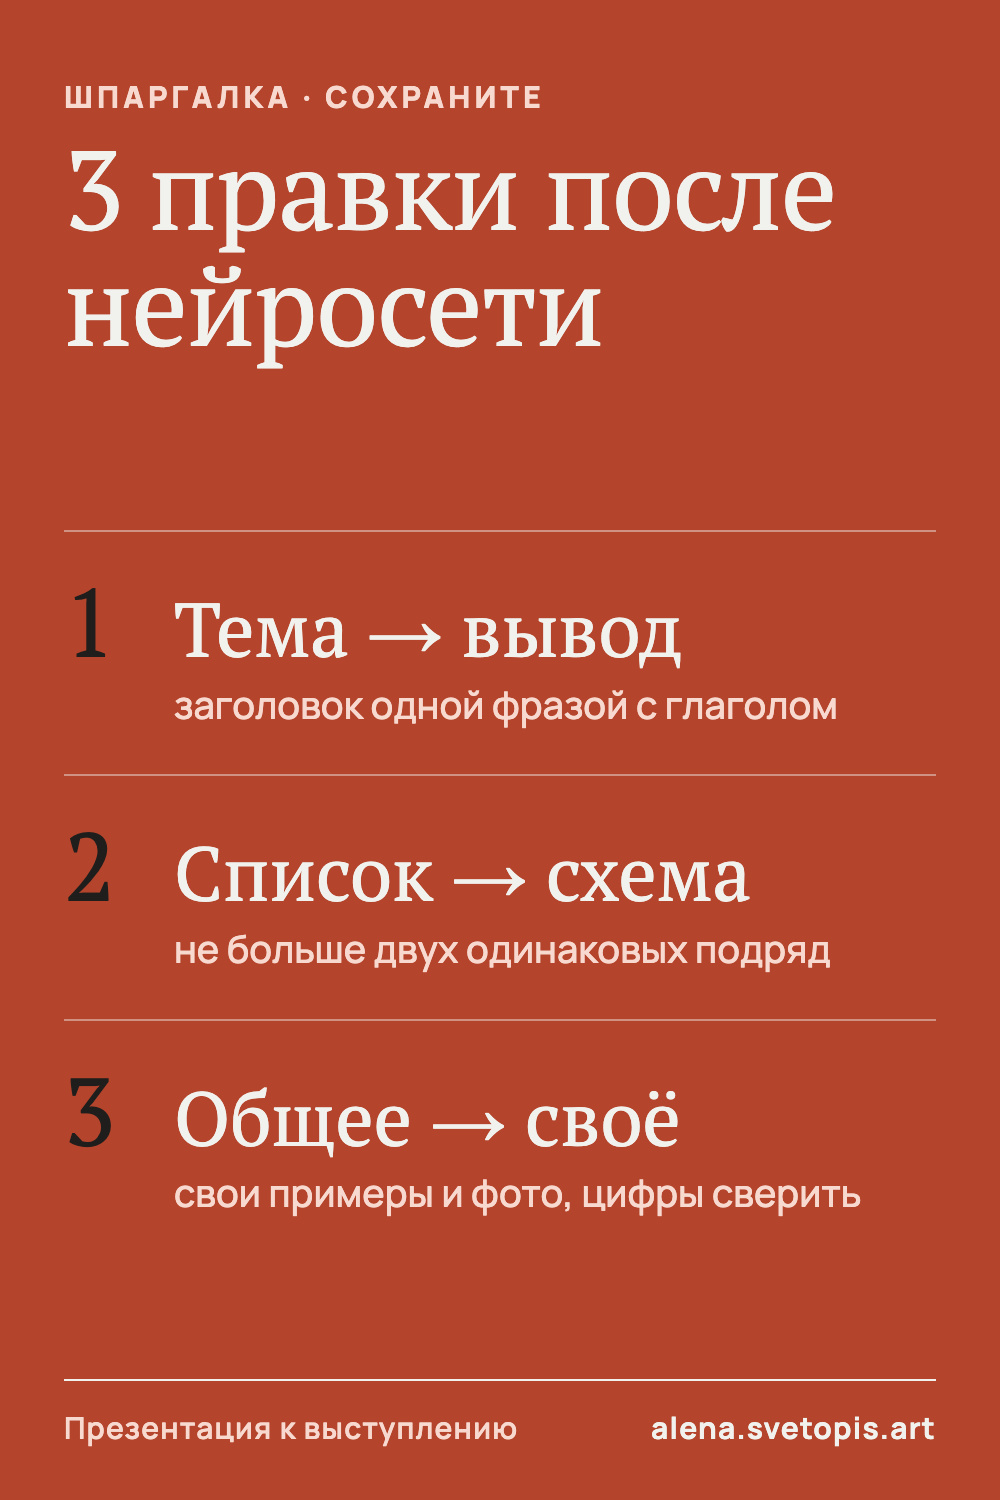 ШПАРГАЛКА · СОХРАНИТЕ
3 правки после
нейросети
1 Тема → вывод
заголовок одной фразой с глаголом
2 Список → схема
не больше двух одинаковых подряд
3 Общее → своё
свои примеры и фото, цифры сверить
Презентация к выступлению alena.svetopis.art